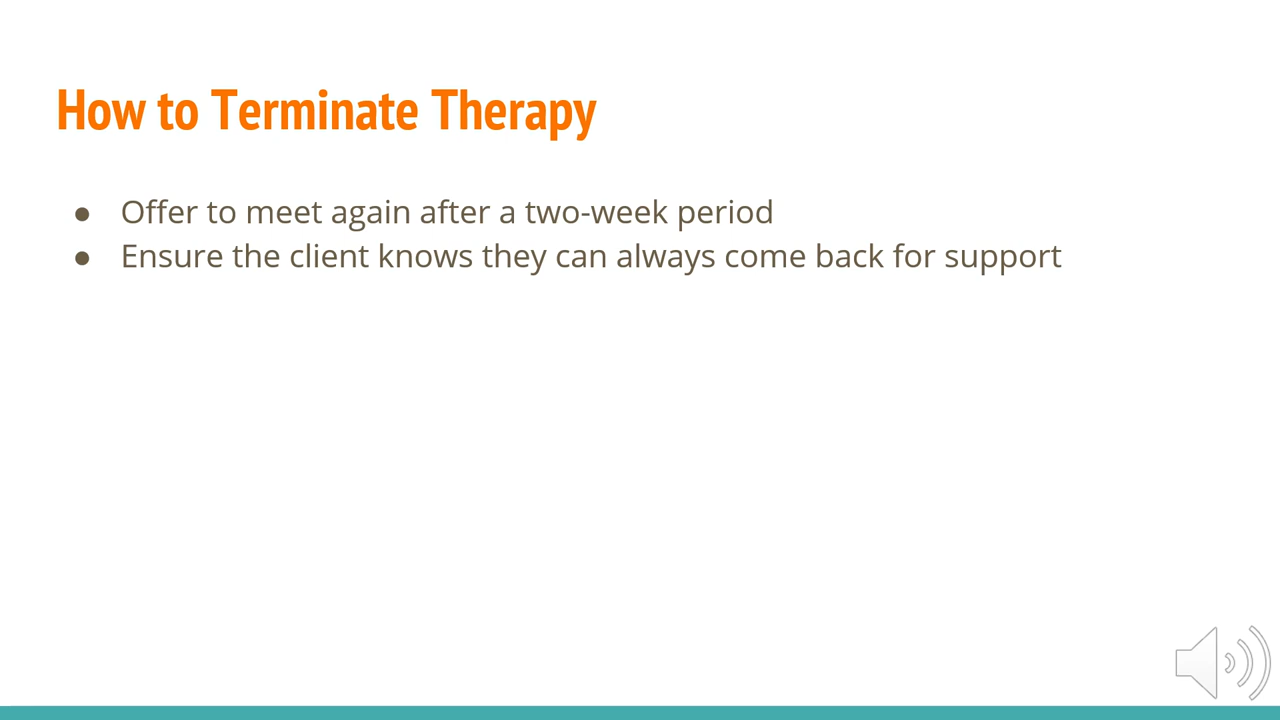 How to Terminate Therapy
● Offer to meet again after a two-week period
● Ensure the client knows they can always come back for support